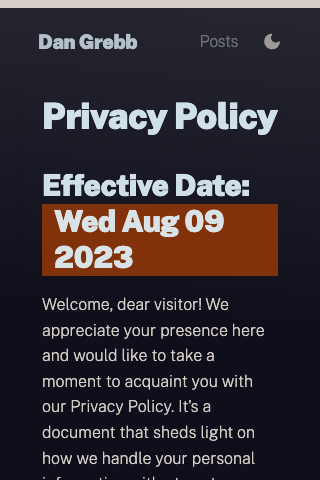 Dan Grebb
Posts
Privacy Policy
Effective Date:
Wed Aug 09
2023
Welcome, dear visitor! We
appreciate your presence here
and would like to take a
moment to acquaint you with
our Privacy Policy. It's a
document that sheds light on
how we handle your personal